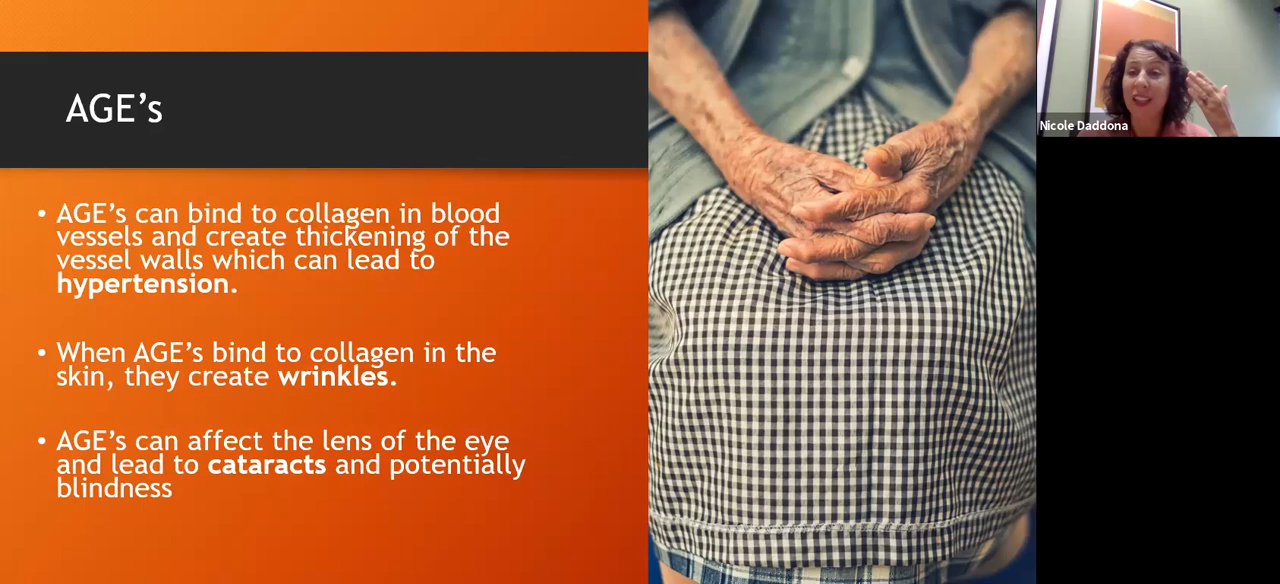 AGE’s
• AGE’s can bind to collagen in blood
vessels and create thickening of the
vessel walls which can lead to
hypertension.
• When AGE’s bind to collagen in the
skin, they create wrinkles.
• AGE’s can affect the lens of the eye
and lead to cataracts and potentially
blindness
Nicole Daddona